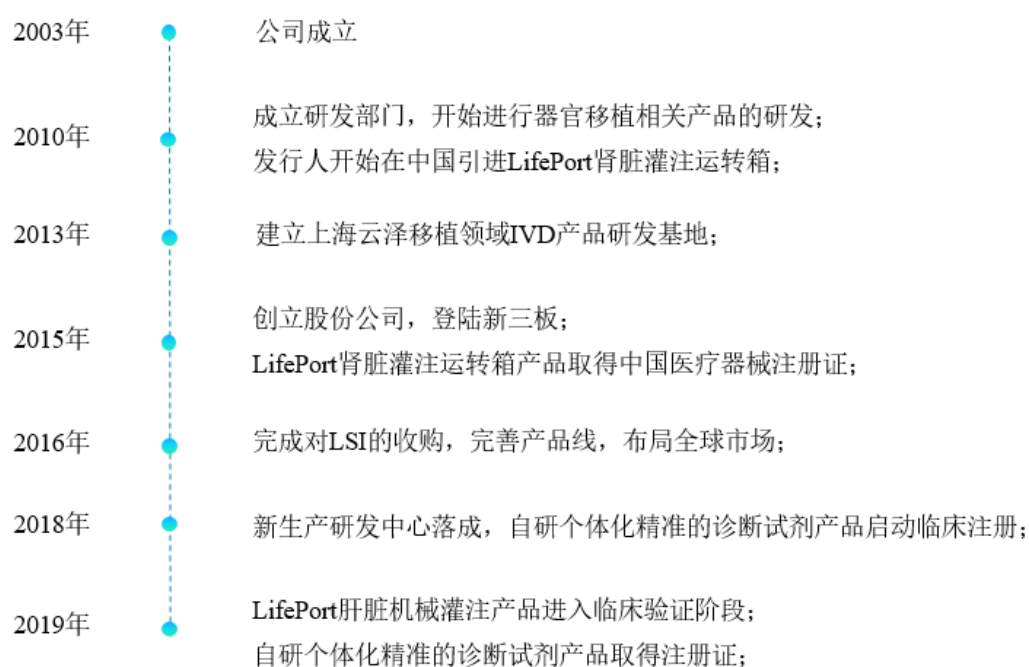 2003年 公司成立
成立研发部门，开始进行器官移植相关产品的研发；
2010年
发行人开始在中国引进LifePort肾脏灌注运转箱；
2013年 建立上海云泽移植领域IVD产品研发基地；
创立股份公司，登陆新三板；
2015年
LifePort肾脏灌注运转箱产品取得中国医疗器械注册证；
2016年 完成对LSI的收购，完善产品线，布局全球市场；
2018年 新生产研发中心落成，自研个体化精准的诊断试剂产品启动临床注册；
LifePort肝脏机械灌注产品进入临床验证阶段；
2019年
自研个体化精准的诊断试剂产品取得注册证；